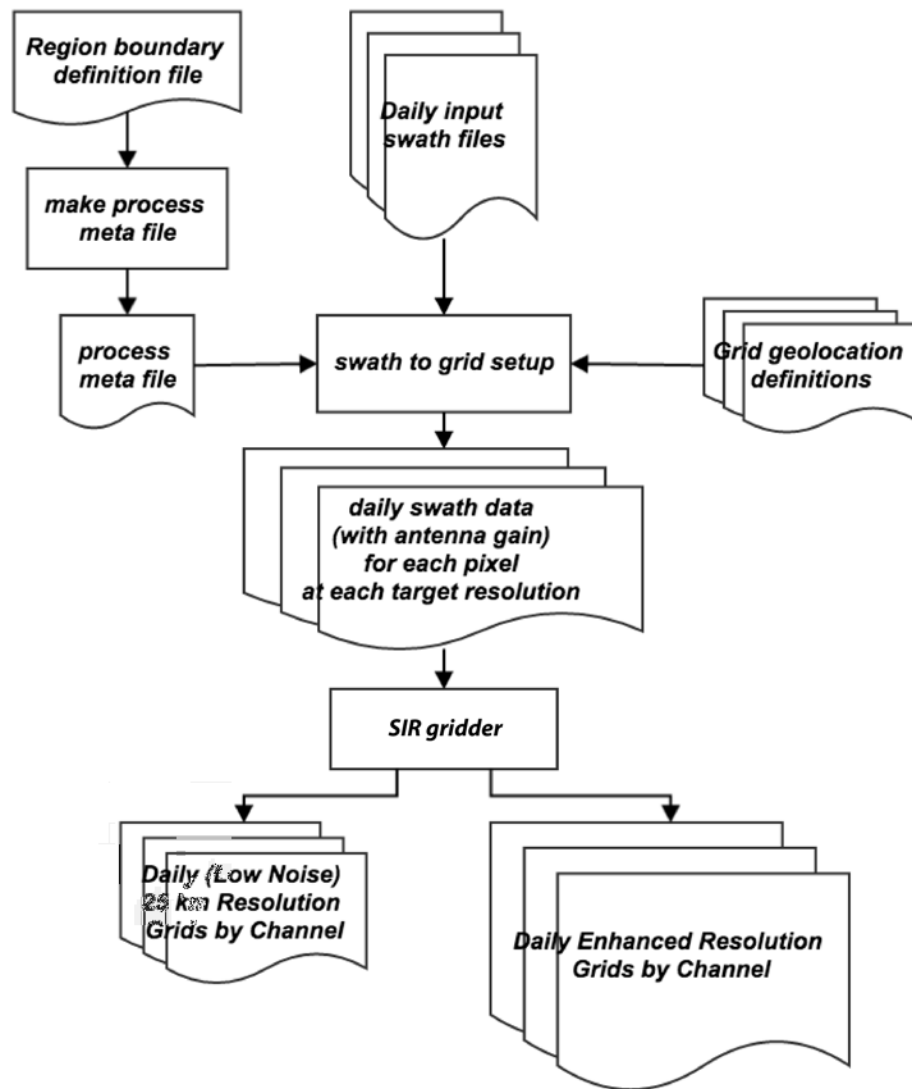 Region boundary
definition file
Daily input
swath files
make process
meta file
process
meta file
swath to grid setup
Grid geolocation
definitions
daily swath data
(with antenna gain)
for each pixel
at each target resolution
SIR gridder
Daily (Low Noise)
25 km Resolution
Grids by Channel
Daily Enhanced Resolution
Grids by Channel